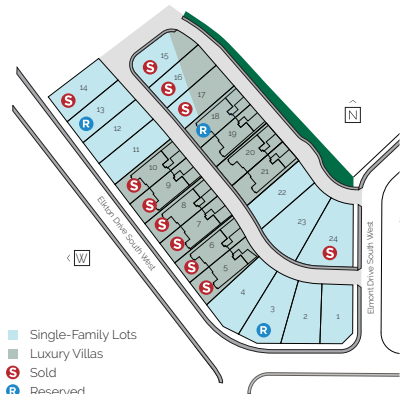 15
14
S
S
16
S
13
17
S
R
12
18
R
N
19
11
20
10
21
S
9
22
S
8
S
7
23
Elkton Drive South West
S
6
24
S
W
S
5
Elmont Drive South West
S
4
3
2
1
R
Single-Family Lots
Luxury Villas
S Sold
R Reserved